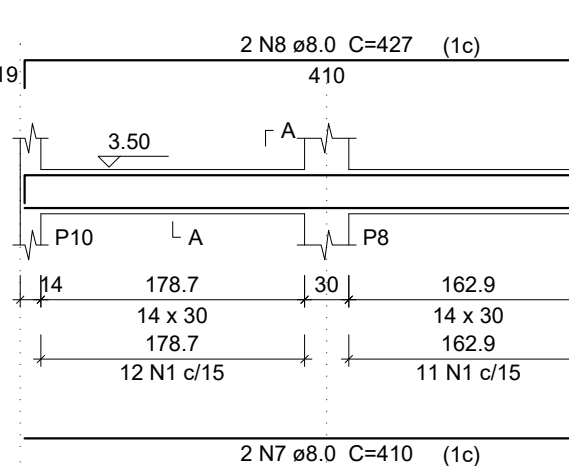 2 N8 ø8.0 C=427 (1c)
19
410
3.50
A
P10
A
P8
14
178.7
30
162.9
14 x 30
14 x 30
178.7
162.9
12 N1 c/15
11 N1 c/15
2 N7 ø8.0 C=410 (1c)